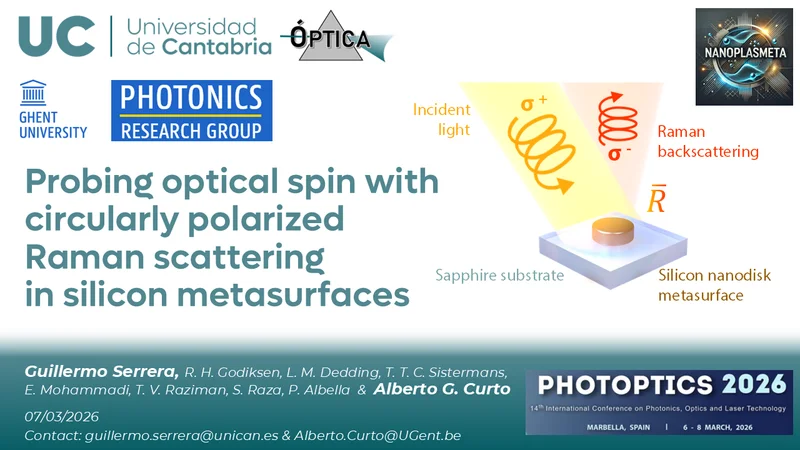 UC
Universidad
de Cantabria
ÓPTICA
NANOPLASMETA
GHENT
UNIVERSITY
PHOTONICS
RESEARCH GROUP
Incident
light
σ +
σ -
Raman
backscattering
R̄
Probing optical spin with
circularly polarized
Raman scattering
in silicon metasurfaces
Sapphire substrate
Silicon nanodisk
metasurface
Guillermo Serrera, R. H. Godiksen, L. M. Dedding, T. T. C. Sistermans,
E. Mohammadi, T. V. Raziman, S. Raza, P. Albella & Alberto G. Curto
07/03/2026
Contact: guillermo.serrera@unican.es & Alberto.Curto@UGent.be
PHOTOPTICS 2026
14th International Conference on Photonics, Optics and Laser Technology
MARBELLA, SPAIN | 6 - 8 MARCH, 2026